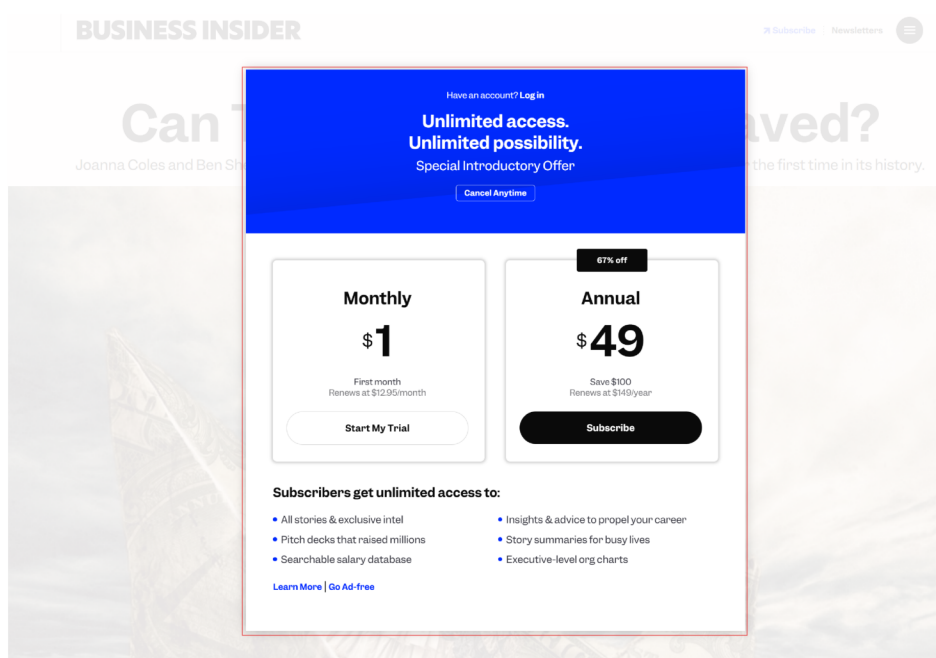 BUSINESS INSIDER
Subscribe
Newsletters
Can
aved?
Joanna Coles and Ben
the first time in its history.
Have an account? Log in
Unlimited access.
Unlimited possibility.
Special Introductory Offer
Cancel Anytime
Monthly
$1
First month
Renews at $12.95/month
Start My Trial
67% off
Annual
$49
Save $100
Renews at $149/year
Subscribe
Subscribers get unlimited access to:
All stories & exclusive intel
Pitch decks that raised millions
Searchable salary database
Insights & advice to propel your career
Story summaries for busy lives
Executive-level org charts
Learn More | Go Ad-free